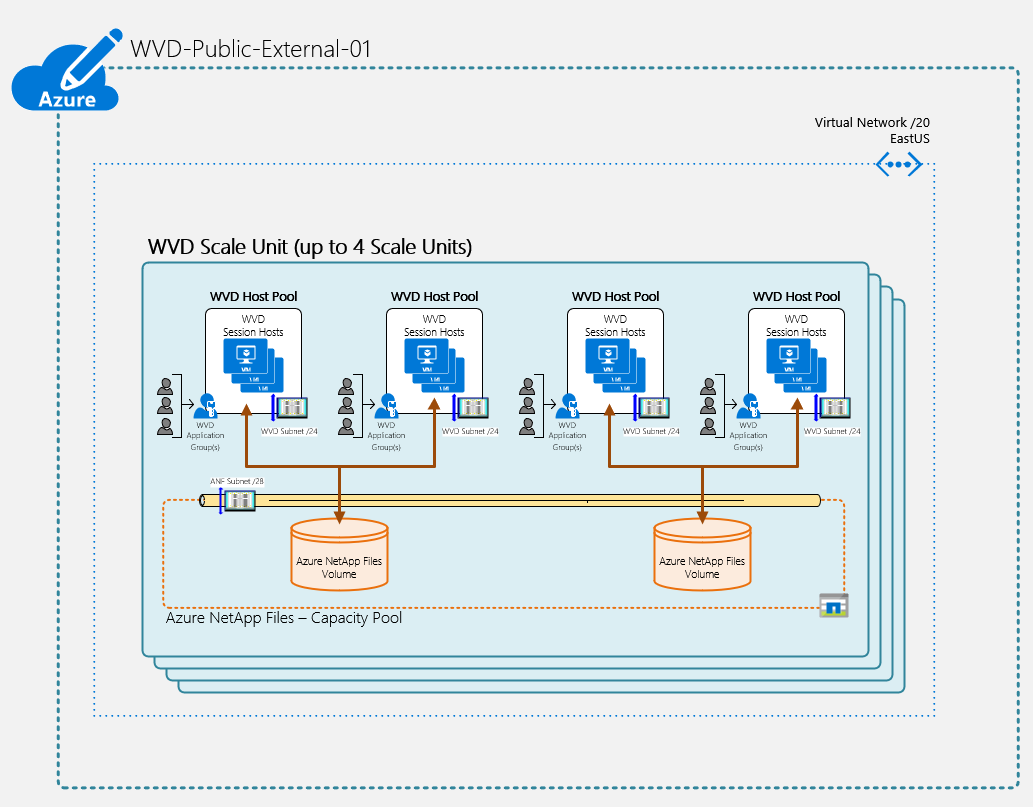 WVD-Public-External-01
Azure
Virtual Network /20
EastUS
WVD Scale Unit (up to 4 Scale Units)
WVD Host Pool
WVD
Session Hosts
VM
VM
VM
WVD
Application
Group(s)
WVD Subnet /24
WVD Host Pool
WVD
Session Hosts
VM
VM
VM
WVD
Application
Group(s)
WVD Subnet /24
WVD Host Pool
WVD
Session Hosts
VM
VM
VM
WVD
Application
Group(s)
WVD Subnet /24
WVD Host Pool
WVD
Session Hosts
VM
VM
VM
WVD
Application
Group(s)
WVD Subnet /24
ANF Subnet /28
Azure NetApp Files
Volume
Azure NetApp Files
Volume
Azure NetApp Files – Capacity Pool